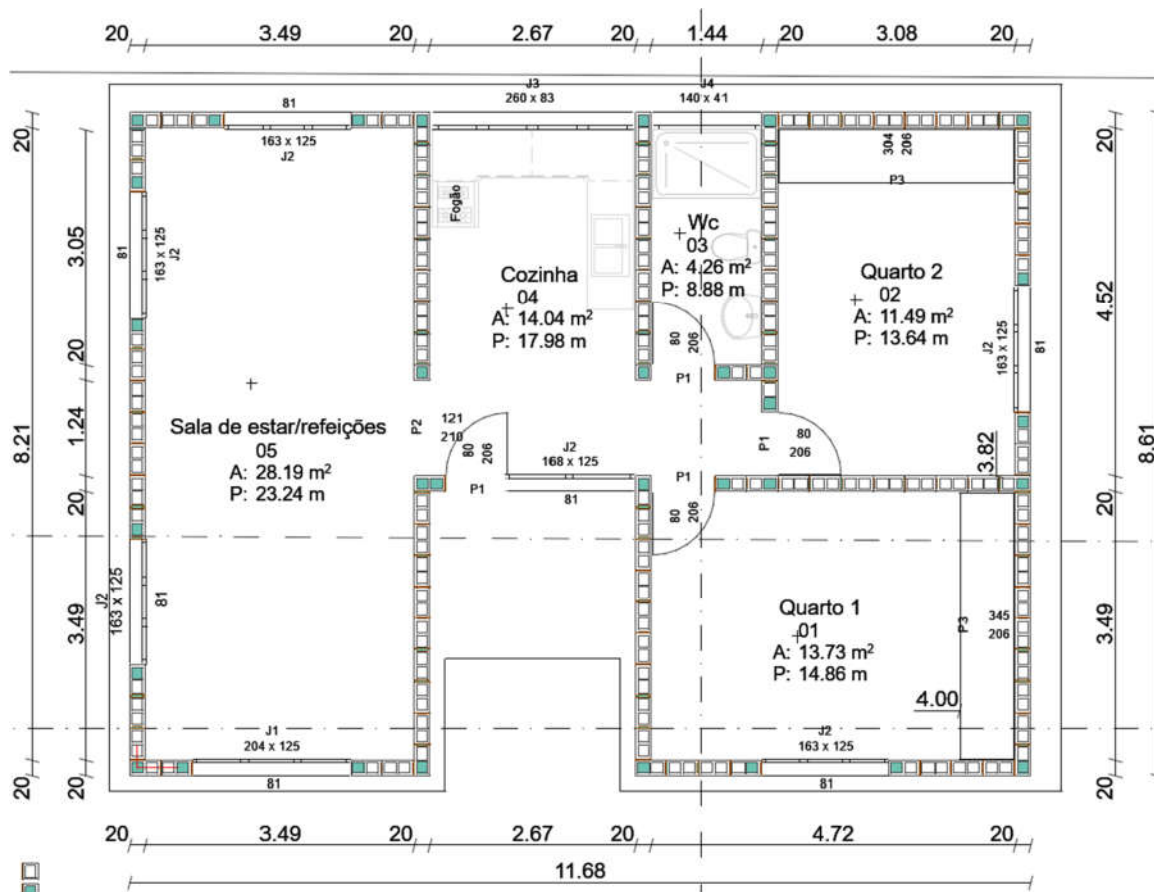 20 3.49 20 2.67 20 1.44 20 3.08 20
J3
260 x 83
J4
140 x 41
81
163 x 125
J2
304
206
P3
20
8.21
20
3.05
20
1.24
20
3.49
20
81
163 x 125
J2
Fogão
Cozinha
04
A: 14.04 m²
P: 17.98 m
Wc
03
A: 4.26 m²
P: 8.88 m
80
206
P1
Quarto 2
02
A: 11.49 m²
P: 13.64 m
J2
163 x 125
81
20
4.52
20
3.49
20
8.61
Sala de estar/refeições
05
A: 28.19 m²
P: 23.24 m
P2
121
210
80
206
P1
J2
168 x 125
81
P1
80
206
P1
80
206
3.82
J2
163 x 125
81
Quarto 1
01
A: 13.73 m²
P: 14.86 m
P3
345
206
4.00
J1
204 x 125
81
J2
163 x 125
81
20 3.49 20 2.67 20 4.72 20
11.68